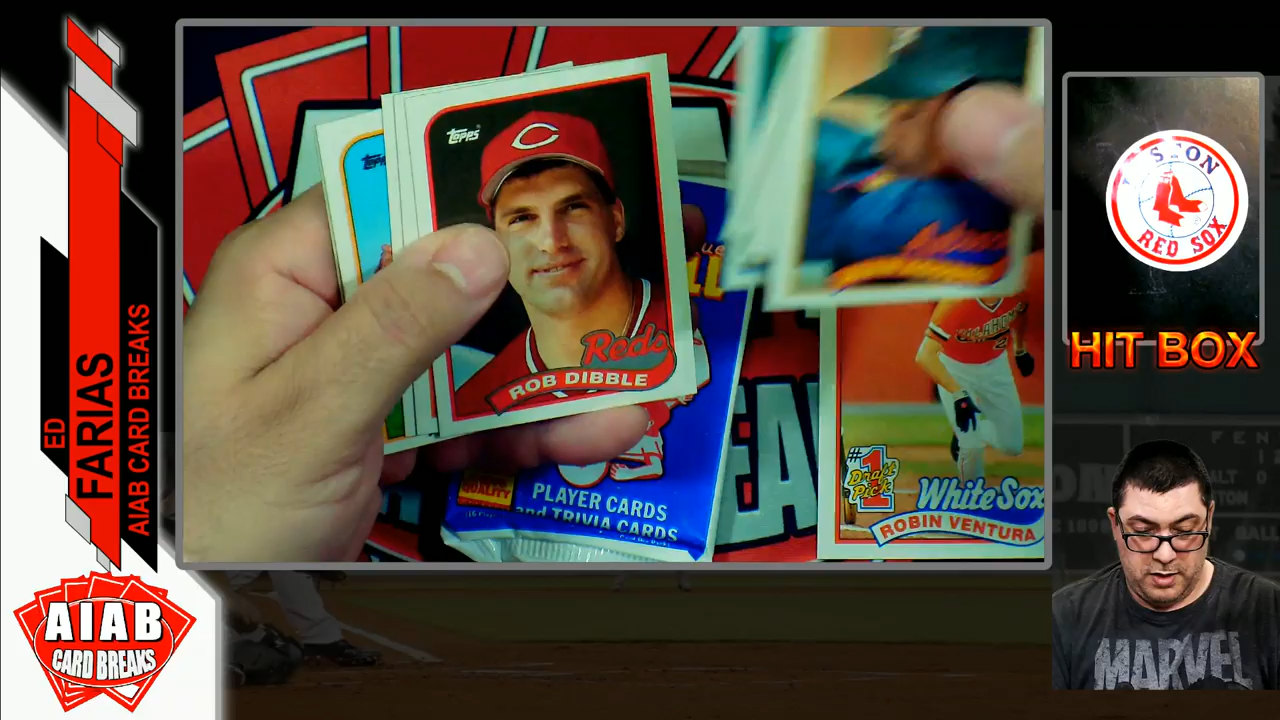 ED
FARIAS
AIAB CARD BREAKS
AIAB
CARD BREAKS
Topps
Reds
ROB DIBBLE
QUALITY
PLAYER CARDS
and TRIVIA CARDS
#1
Draft
Pick
White Sox
ROBIN VENTURA
RED SOX
HIT BOX
MARVEL